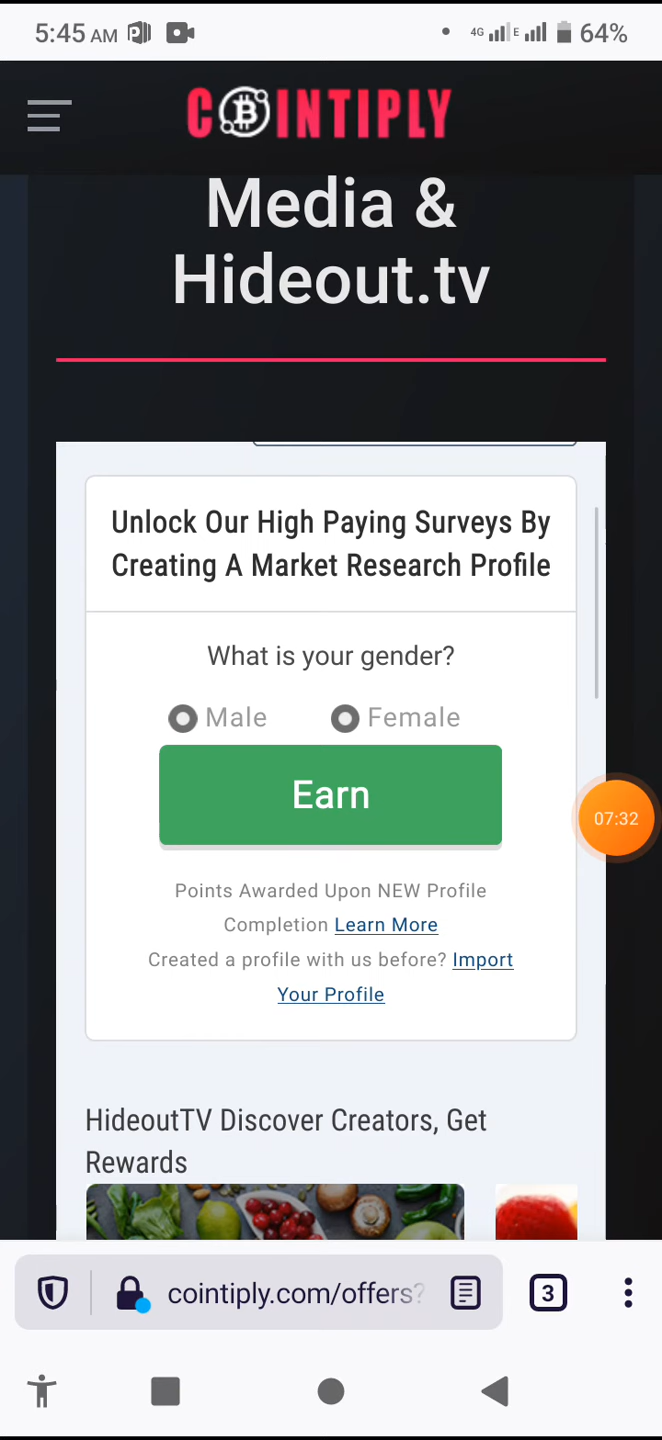 5:45 AM 4G E 64%
COINTIPLY
Media &
Hideout.tv
Unlock Our High Paying Surveys By
Creating A Market Research Profile
What is your gender?
Male Female
Earn
07:32
Points Awarded Upon NEW Profile
Completion Learn More
Created a profile with us before? Import
Your Profile
HideoutTV Discover Creators, Get
Rewards
cointiply.com/offers? 3